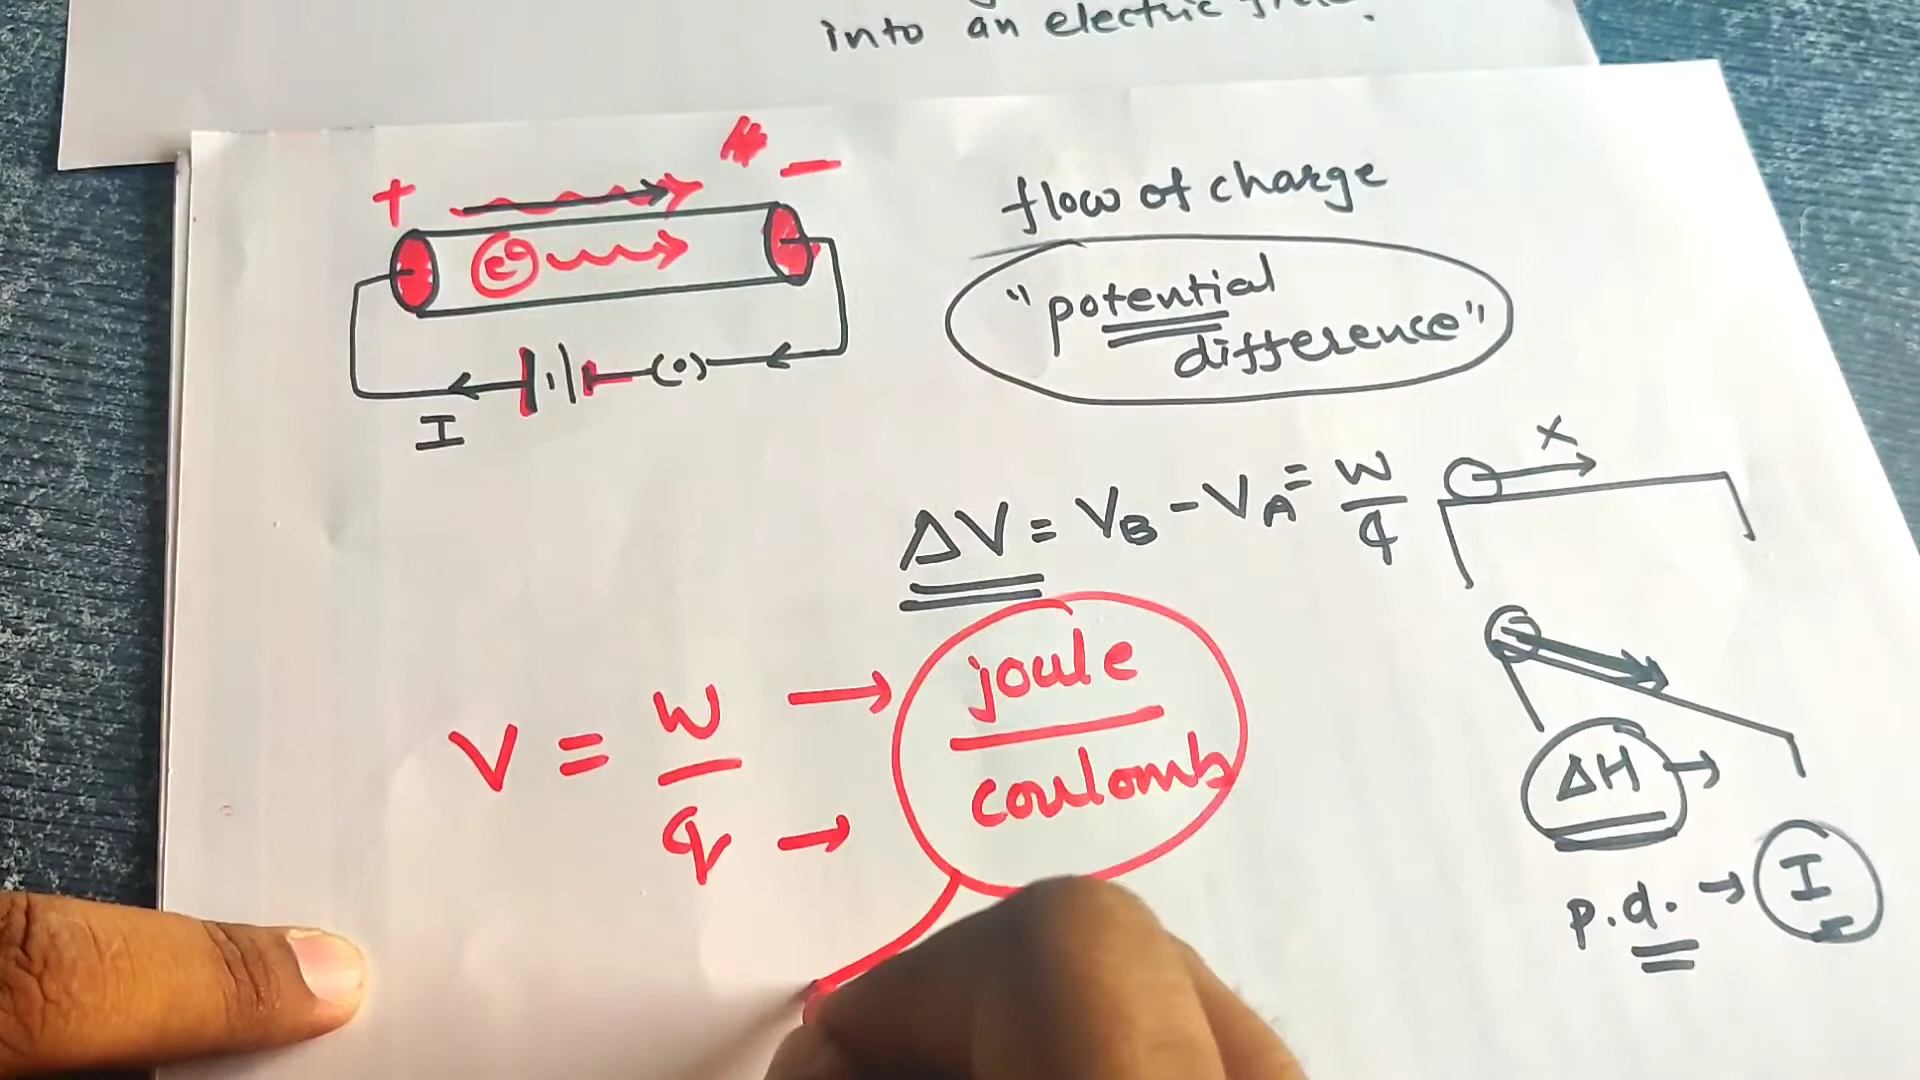 into an electric
+
-
flow of charge
"potential
difference"
I
ΔV = VB - VA = W/q
X
V = W/q → joule/coulomb
→
ΔH →
p.d. → I